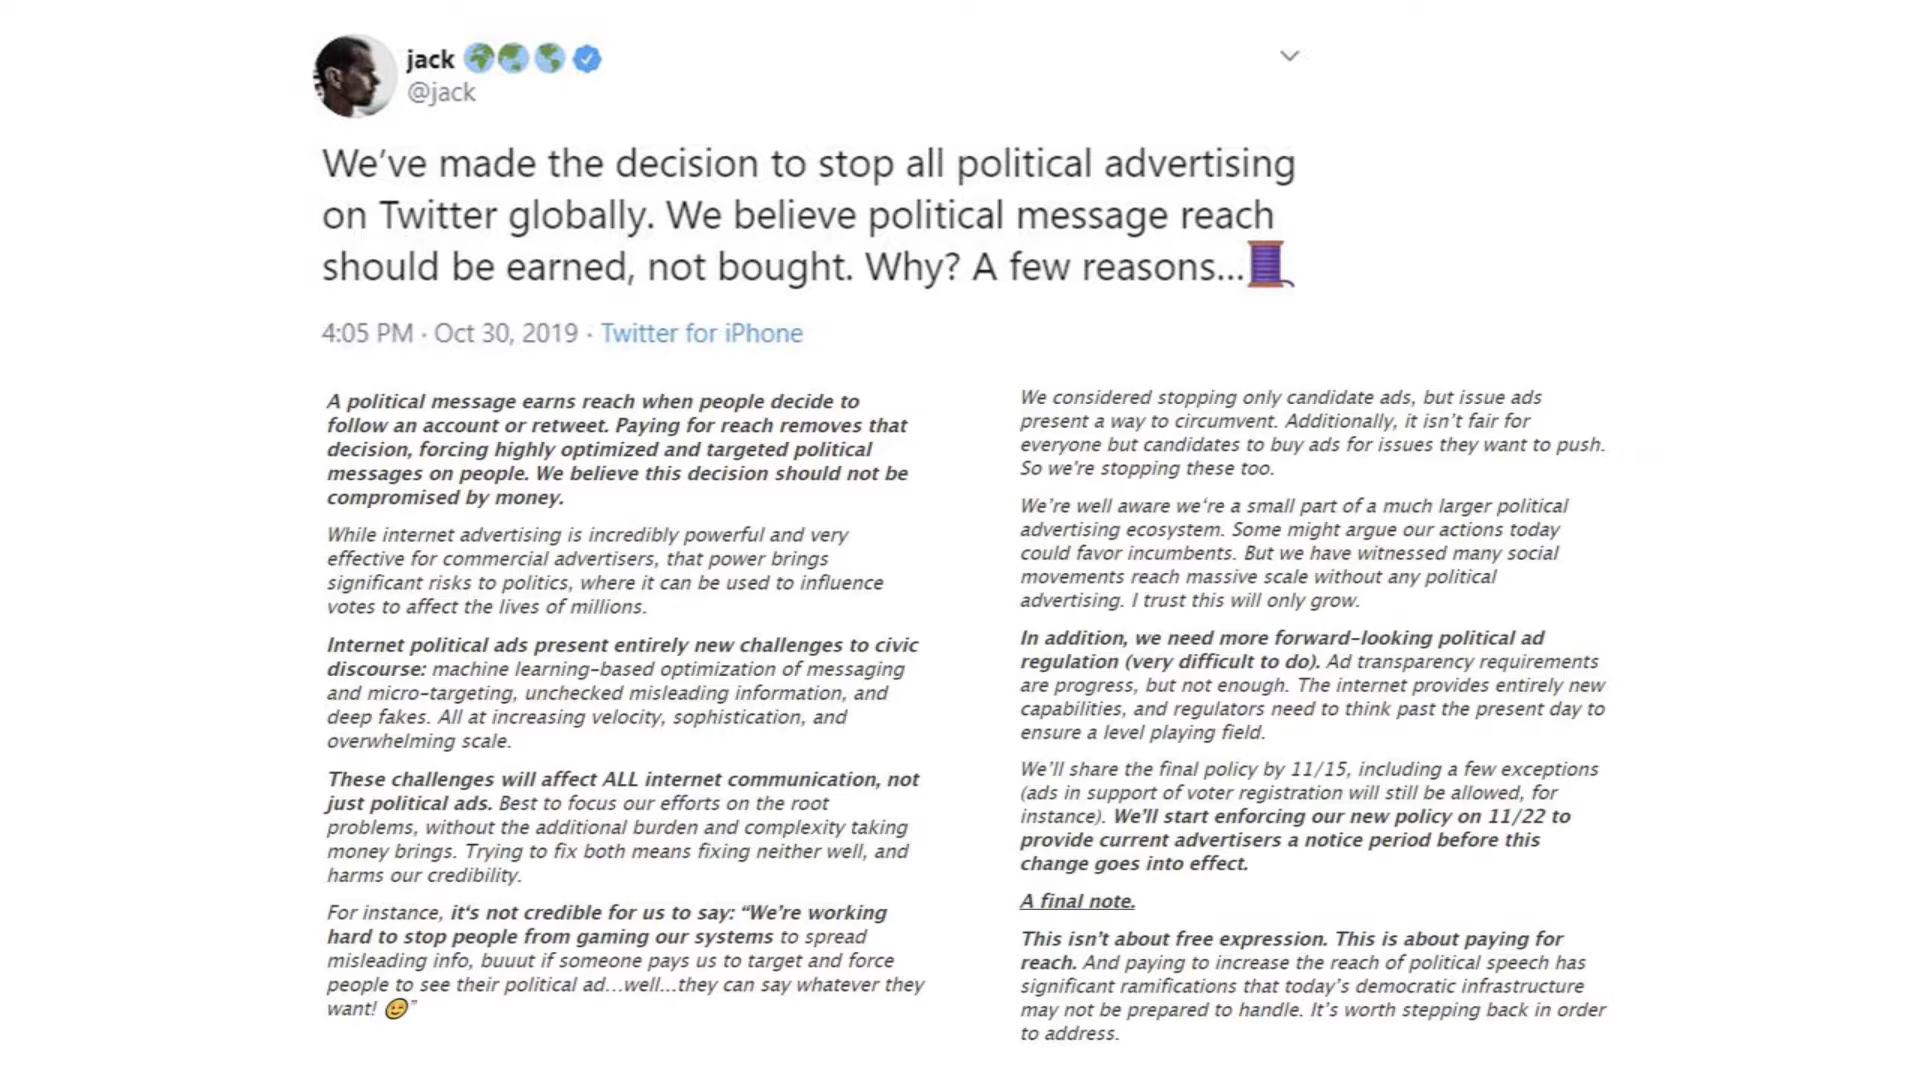 jack
@jack
We’ve made the decision to stop all political advertising
on Twitter globally. We believe political message reach
should be earned, not bought. Why? A few reasons...
4:05 PM · Oct 30, 2019 · Twitter for iPhone
A political message earns reach when people decide to
follow an account or retweet. Paying for reach removes that
decision, forcing highly optimized and targeted political
messages on people. We believe this decision should not be
compromised by money.
While internet advertising is incredibly powerful and very
effective for commercial advertisers, that power brings
significant risks to politics, where it can be used to influence
votes to affect the lives of millions.
Internet political ads present entirely new challenges to civic
discourse: machine learning-based optimization of messaging
and micro-targeting, unchecked misleading information, and
deep fakes. All at increasing velocity, sophistication, and
overwhelming scale.
These challenges will affect ALL internet communication, not
just political ads. Best to focus our efforts on the root
problems, without the additional burden and complexity taking
money brings. Trying to fix both means fixing neither well, and
harms our credibility.
For instance, it‘s not credible for us to say: “We’re working
hard to stop people from gaming our systems to spread
misleading info, buuut if someone pays us to target and force
people to see their political ad…well…they can say whatever they
want! 😉”
We considered stopping only candidate ads, but issue ads
present a way to circumvent. Additionally, it isn’t fair for
everyone but candidates to buy ads for issues they want to push.
So we’re stopping these too.
We’re well aware we‘re a small part of a much larger political
advertising ecosystem. Some might argue our actions today
could favor incumbents. But we have witnessed many social
movements reach massive scale without any political
advertising. I trust this will only grow.
In addition, we need more forward-looking political ad
regulation (very difficult to do). Ad transparency requirements
are progress, but not enough. The internet provides entirely new
capabilities, and regulators need to think past the present day to
ensure a level playing field.
We’ll share the final policy by 11/15, including a few exceptions
(ads in support of voter registration will still be allowed, for
instance). We’ll start enforcing our new policy on 11/22 to
provide current advertisers a notice period before this
change goes into effect.
A final note.
This isn’t about free expression. This is about paying for
reach. And paying to increase the reach of political speech has
significant ramifications that today’s democratic infrastructure
may not be prepared to handle. It’s worth stepping back in order
to address.